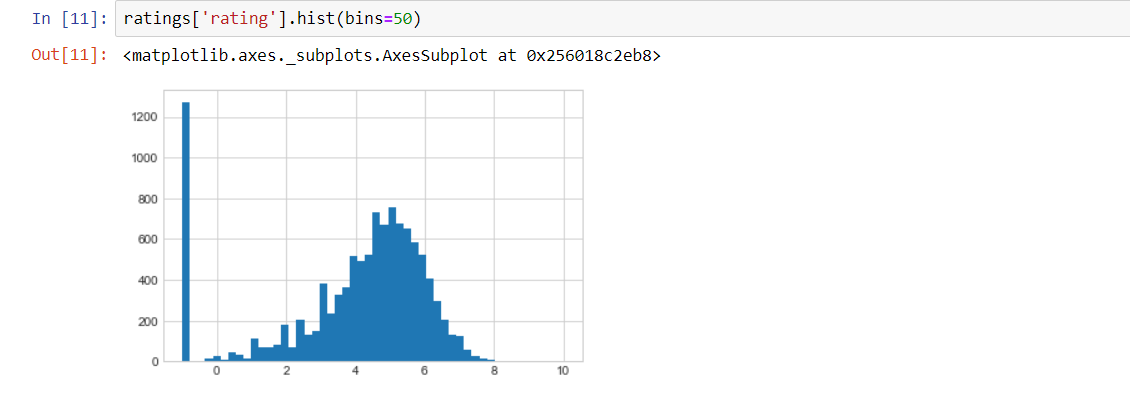 In [11]: ratings['rating'].hist(bins=50)
Out[11]: <matplotlib.axes._subplots.AxesSubplot at 0x256018c2eb8>
1200
1000
800
600
400
200
0
0 2 4 6 8 10